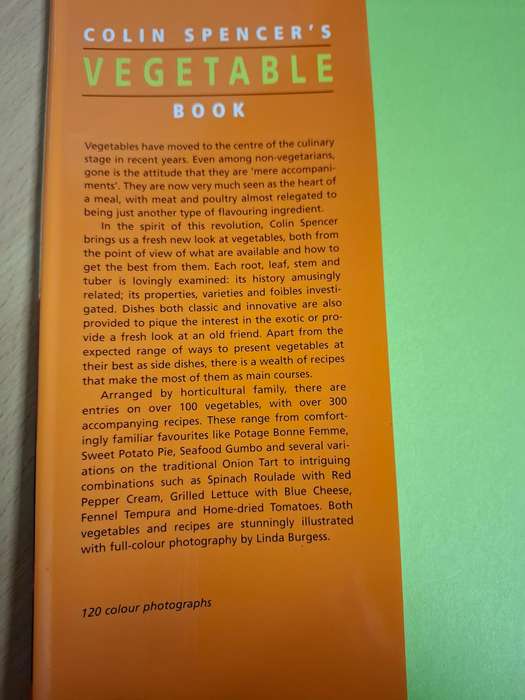 COLIN SPENCER'S
VEGETABLE
BOOK
Vegetables have moved to the centre of the culinary
stage in recent years. Even among non-vegetarians,
gone is the attitude that they are 'mere accompani-
ments'. They are now very much seen as the heart of
a meal, with meat and poultry almost relegated to
being just another type of flavouring ingredient.
In the spirit of this revolution, Colin Spencer
brings us a fresh new look at vegetables, both from
the point of view of what are available and how to
get the best from them. Each root, leaf, stem and
tuber is lovingly examined: its history amusingly
related; its properties, varieties and foibles investi-
gated. Dishes both classic and innovative are also
provided to pique the interest in the exotic or pro-
vide a fresh look at an old friend. Apart from the
expected range of ways to present vegetables at
their best as side dishes, there is a wealth of recipes
that make the most of them as main courses.
Arranged by horticultural family, there are
entries on over 100 vegetables, with over 300
accompanying recipes. These range from comfort-
ingly familiar favourites like Potage Bonne Femme,
Sweet Potato Pie, Seafood Gumbo and several vari-
ations on the traditional Onion Tart to intriguing
combinations such as Spinach Roulade with Red
Pepper Cream, Grilled Lettuce with Blue Cheese,
Fennel Tempura and Home-dried Tomatoes. Both
vegetables and recipes are stunningly illustrated
with full-colour photography by Linda Burgess.
120 colour photographs